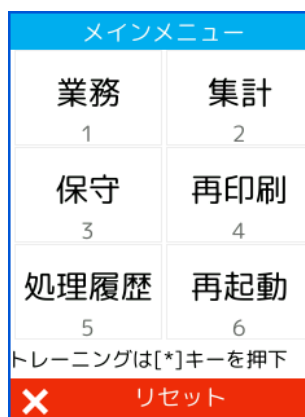 メインメニュー
業務 集計
1 2
保守 再印刷
3 4
処理履歴 再起動
5 6
トレーニングは[*]キーを押下
× リセット